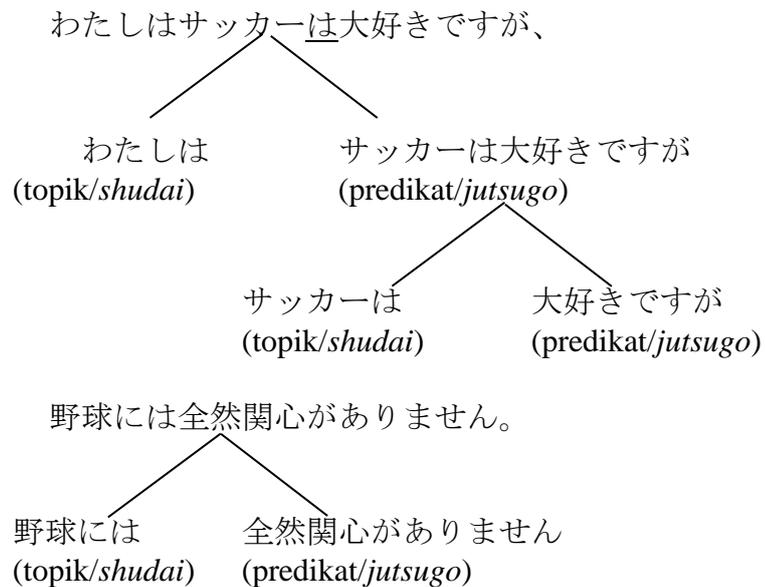 わたしはサッカーは大好きですが、
わたしは サッカーは大好きですが
(topik/shudai) (predikat/jutsugo)
サッカーは 大好きですが
(topik/shudai) (predikat/jutsugo)
野球には全然関心がありません。
野球には 全然関心がありません
(topik/shudai) (predikat/jutsugo)